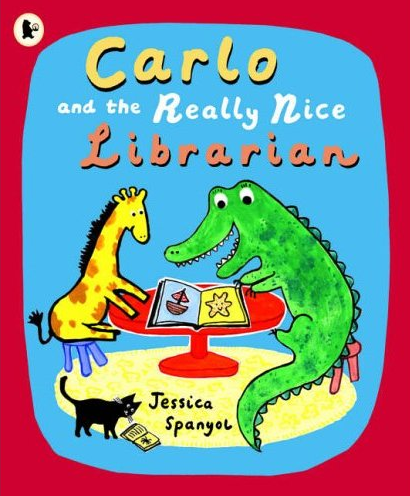 Carlo
and the Really Nice
Librarian
Jessica
Spanyol